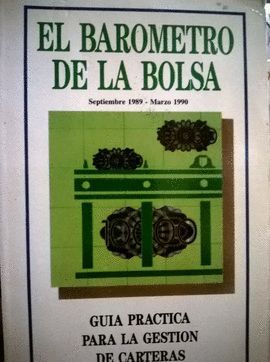 EL BAROMETRO
DE LA BOLSA
Septiembre 1989 - Marzo 1990
GUIA PRACTICA
PARA LA GESTION
DE CARTERAS